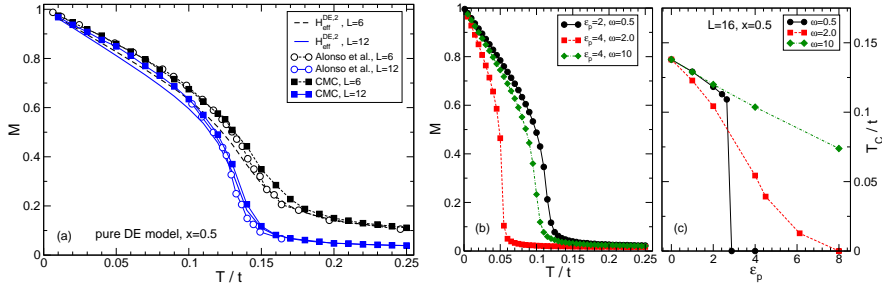 1
0.8
0.6
0.4
0.2
0
M
0
0.05
0.10
0.15
0.20
0.25
T / t
(a)
pure DE model, x=0.5
H_eff^DE,2 , L=6
H_eff^DE,2 , L=12
Alonso et al., L=6
Alonso et al., L=12
CMC, L=6
CMC, L=12
1
0.8
0.6
0.4
0.2
0
M
0
0.05
0.1
0.15
0.2
0.25
T / t
(b)
ε_p=2, ω=0.5
ε_p=4, ω=2.0
ε_p=4, ω=10
L=16, x=0.5
ω=0.5
ω=2.0
ω=10
(c)
0
2
4
6
8
ε_p
0.15
0.1
0.05
0
T_C / t